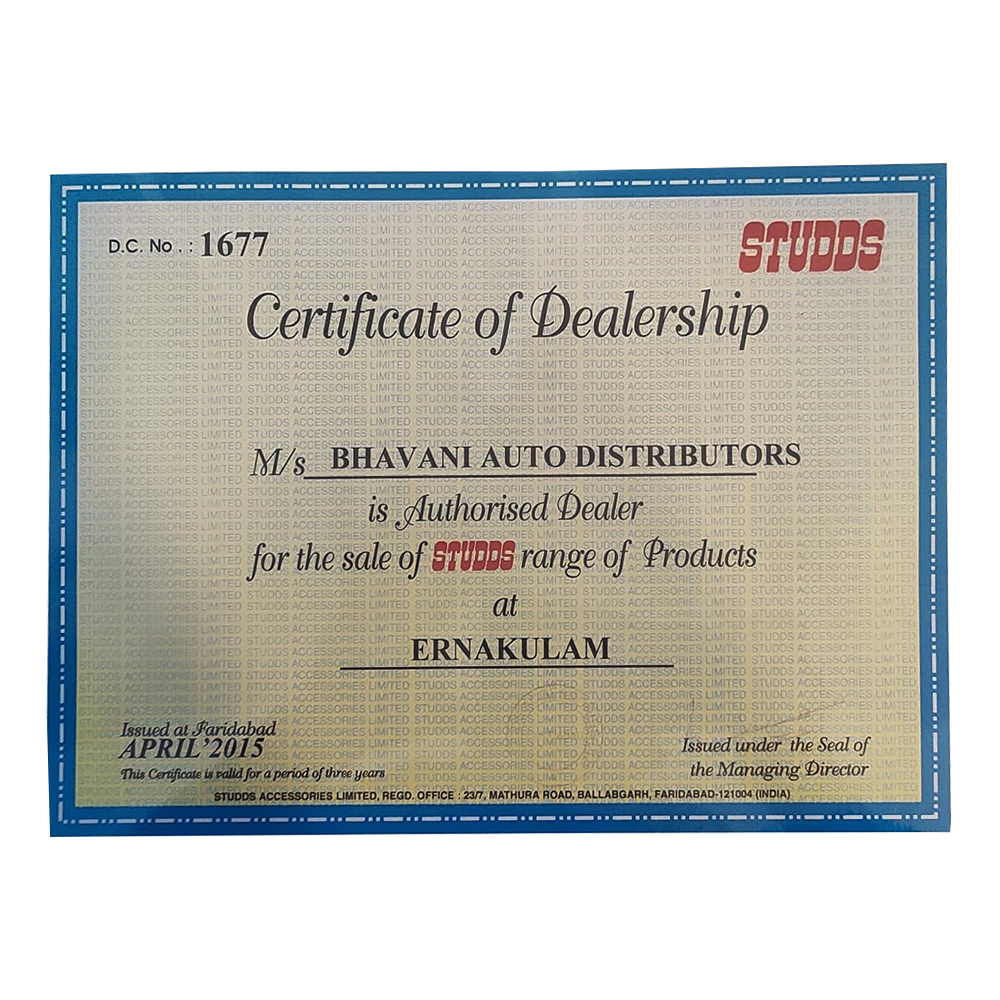 D.C. No. : 1677
STUDDS
Certificate of Dealership
M/s BHAVANI AUTO DISTRIBUTORS
is Authorised Dealer
for the sale of STUDDS range of Products
at
ERNAKULAM
Issued at Faridabad
APRIL'2015
This Certificate is valid for a period of three years
Issued under the Seal of
the Managing Director
STUDDS ACCESSORIES LIMITED, REGD. OFFICE : 23/7, MATHURA ROAD, BALLABGARH, FARIDABAD-121004 (INDIA)